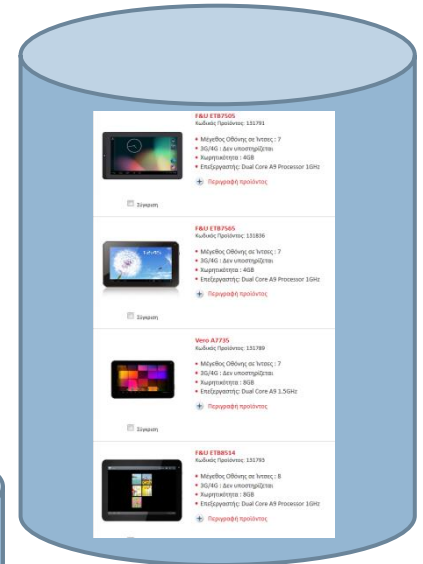 F&U ETB7505
Κωδικός Προϊόντος: 131791
Μέγεθος Οθόνης σε Ίντσες : 7
3G/4G : Δεν υποστηρίζεται
Χωρητικότητα : 4GB
Επεξεργαστής: Dual Core A9 Processor 1GHz
Περιγραφή προϊόντος
Σύγκριση
F&U ETB7565
Κωδικός Προϊόντος: 131836
Μέγεθος Οθόνης σε Ίντσες : 7
3G/4G : Δεν υποστηρίζεται
Χωρητικότητα : 4GB
Επεξεργαστής: Dual Core A9 Processor 1GHz
Περιγραφή προϊόντος
Σύγκριση
Vero A7735
Κωδικός Προϊόντος: 131789
Μέγεθος Οθόνης σε Ίντσες : 7
3G/4G : Δεν υποστηρίζεται
Χωρητικότητα : 8GB
Επεξεργαστής: Dual Core A9 1,5GHz
Περιγραφή προϊόντος
Σύγκριση
F&U ETB8514
Κωδικός Προϊόντος: 131793
Μέγεθος Οθόνης σε Ίντσες : 8
3G/4G : Δεν υποστηρίζεται
Χωρητικότητα : 8GB
Επεξεργαστής: Dual Core A9 Processor 1GHz
Περιγραφή προϊόντος